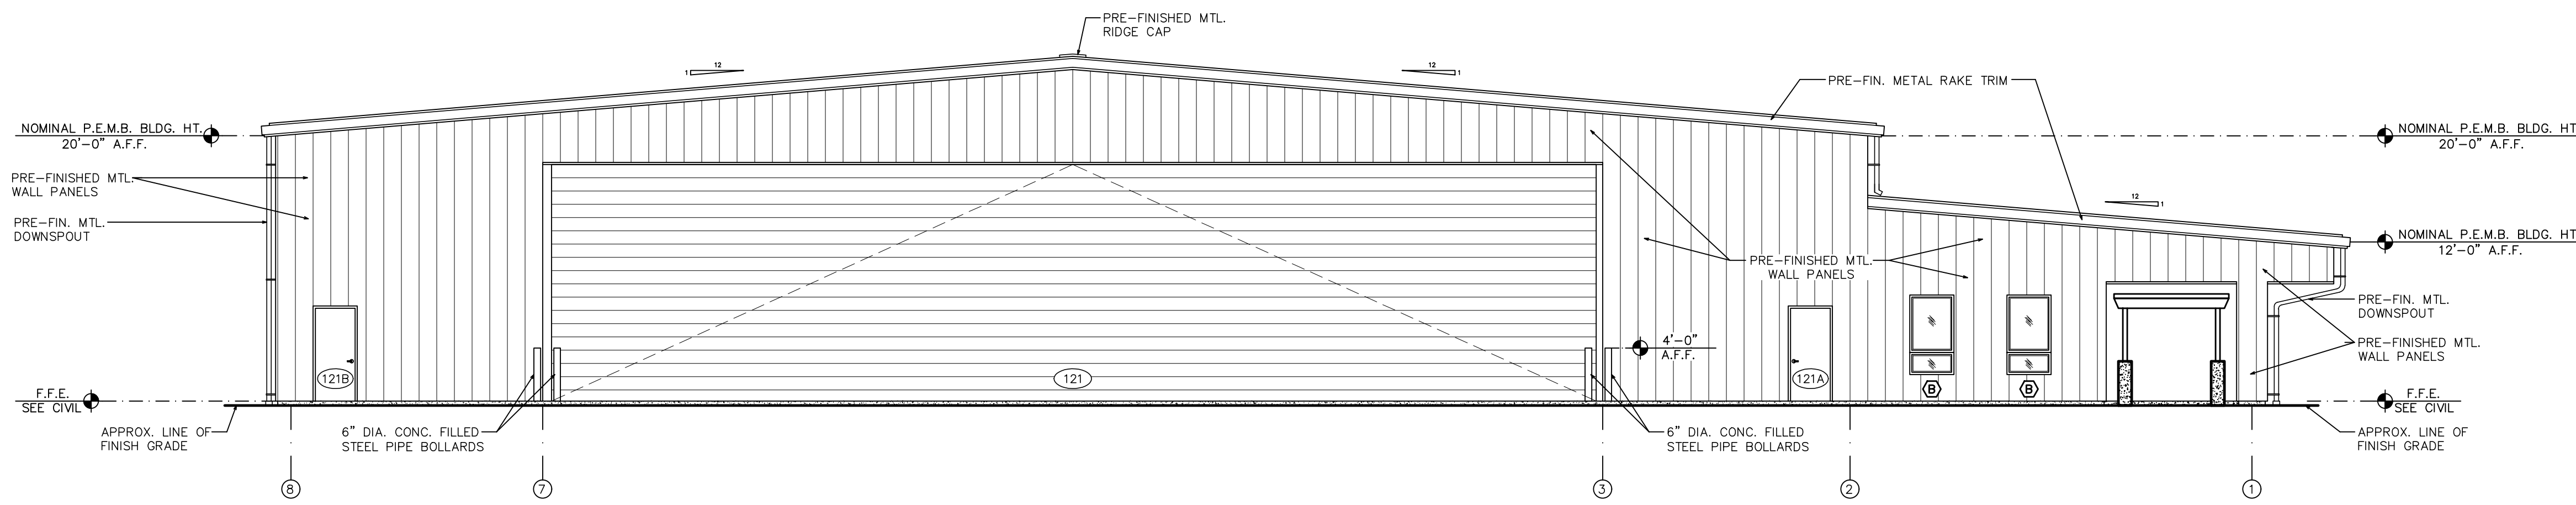 PRE-FINISHED MTL.
RIDGE CAP
12
1
12
1
PRE-FIN. METAL RAKE TRIM
NOMINAL P.E.M.B. BLDG. HT.
20'-0" A.F.F.
NOMINAL P.E.M.B. BLDG. HT
20'-0" A.F.F.
PRE-FINISHED MTL.
WALL PANELS
PRE-FIN. MTL.
DOWNSPOUT
12
1
NOMINAL P.E.M.B. BLDG. HT
12'-0" A.F.F.
PRE-FINISHED MTL.
WALL PANELS
PRE-FIN. MTL.
DOWNSPOUT
4'-0"
A.F.F.
PRE-FINISHED MTL.
WALL PANELS
121B
121
121A
B
B
F.F.E.
SEE CIVIL
F.F.E.
SEE CIVIL
APPROX. LINE OF
FINISH GRADE
6" DIA. CONC. FILLED
STEEL PIPE BOLLARDS
6" DIA. CONC. FILLED
STEEL PIPE BOLLARDS
APPROX. LINE OF
FINISH GRADE
8
7
3
2
1